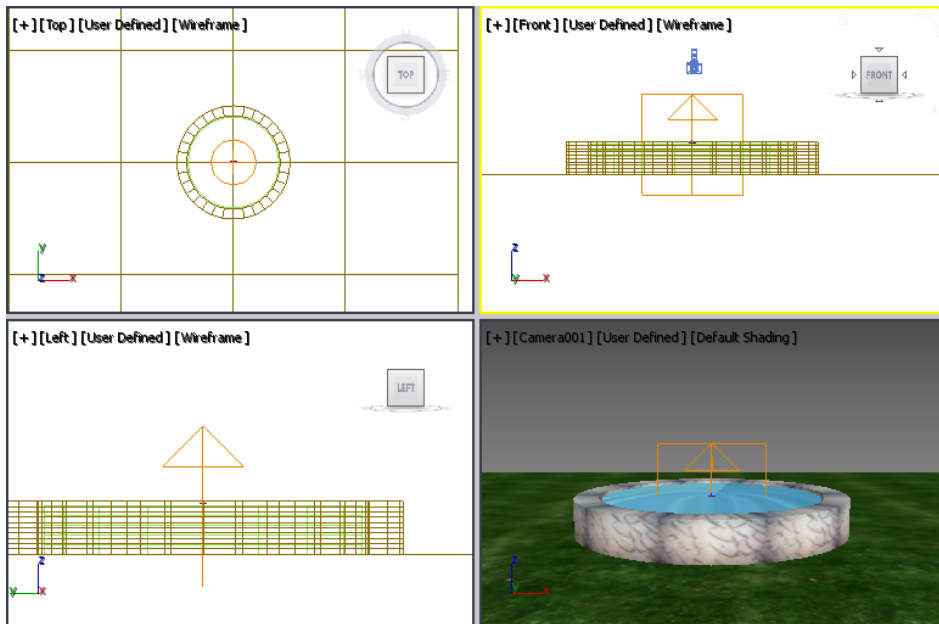 [+] [Top] [User Defined] [Wireframe]
N
W
TOP
E
S
y
z
x
[+] [Front] [User Defined] [Wireframe]
FRONT
z
y
x
[+] [Left] [User Defined] [Wireframe]
LEFT
z
y
x
[+] [Camera001] [User Defined] [Default Shading]
z
y
x